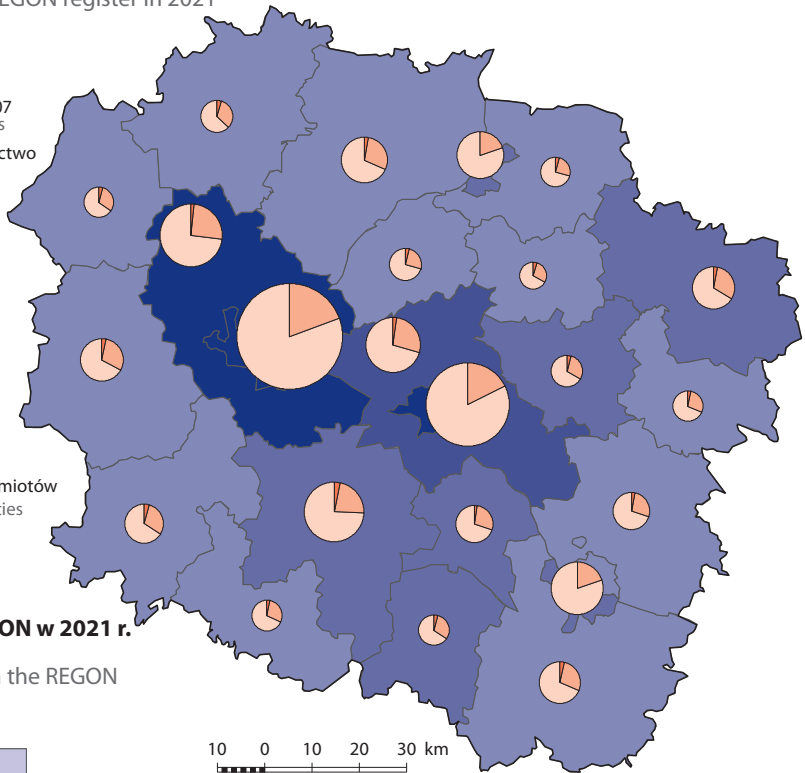 EGON register in 2021
07
s
ctwo
miotów
ties
ON w 2021 r.
the REGON
10 0 10 20 30 km